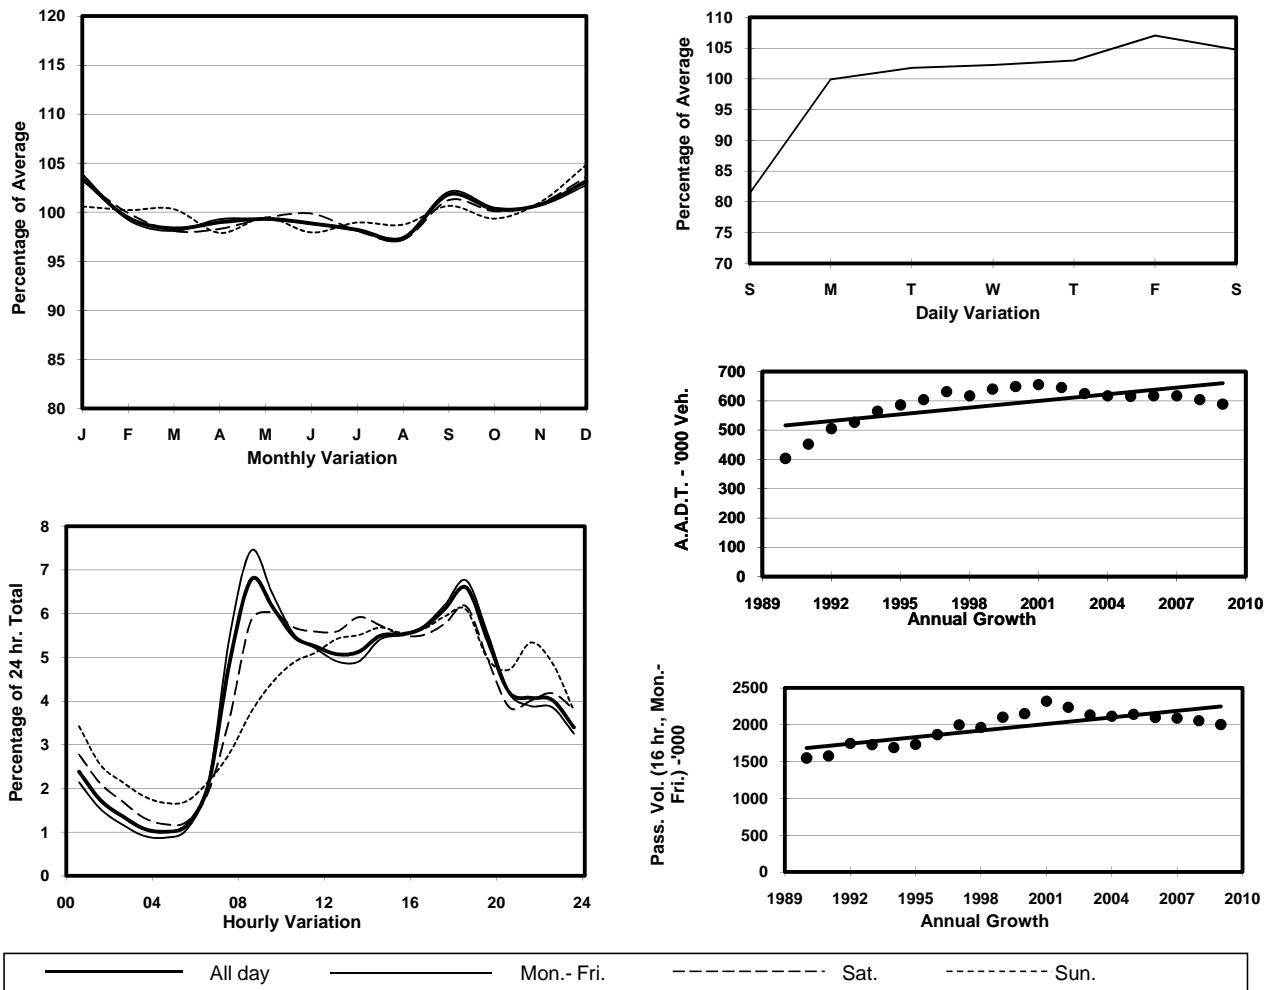 120
115
110
105
100
95
90
85
80
Percentage of Average
J F M A M J J A S O N D
Monthly Variation
110
105
100
95
90
85
80
75
70
Percentage of Average
S M T W T F S
Daily Variation
700
600
500
400
300
200
100
0
A.A.D.T. - '000 Veh.
1989 1992 1995 1998 2001 2004 2007 2010
Annual Growth
8
7
6
5
4
3
2
1
0
Percentage of 24 hr. Total
00 04 08 12 16 20 24
Hourly Variation
2500
2000
1500
1000
500
0
Pass. Vol. (16 hr., Mon.-
Fri.) -'000
1989 1992 1995 1998 2001 2004 2007 2010
Annual Growth
All day Mon.- Fri. Sat. Sun.